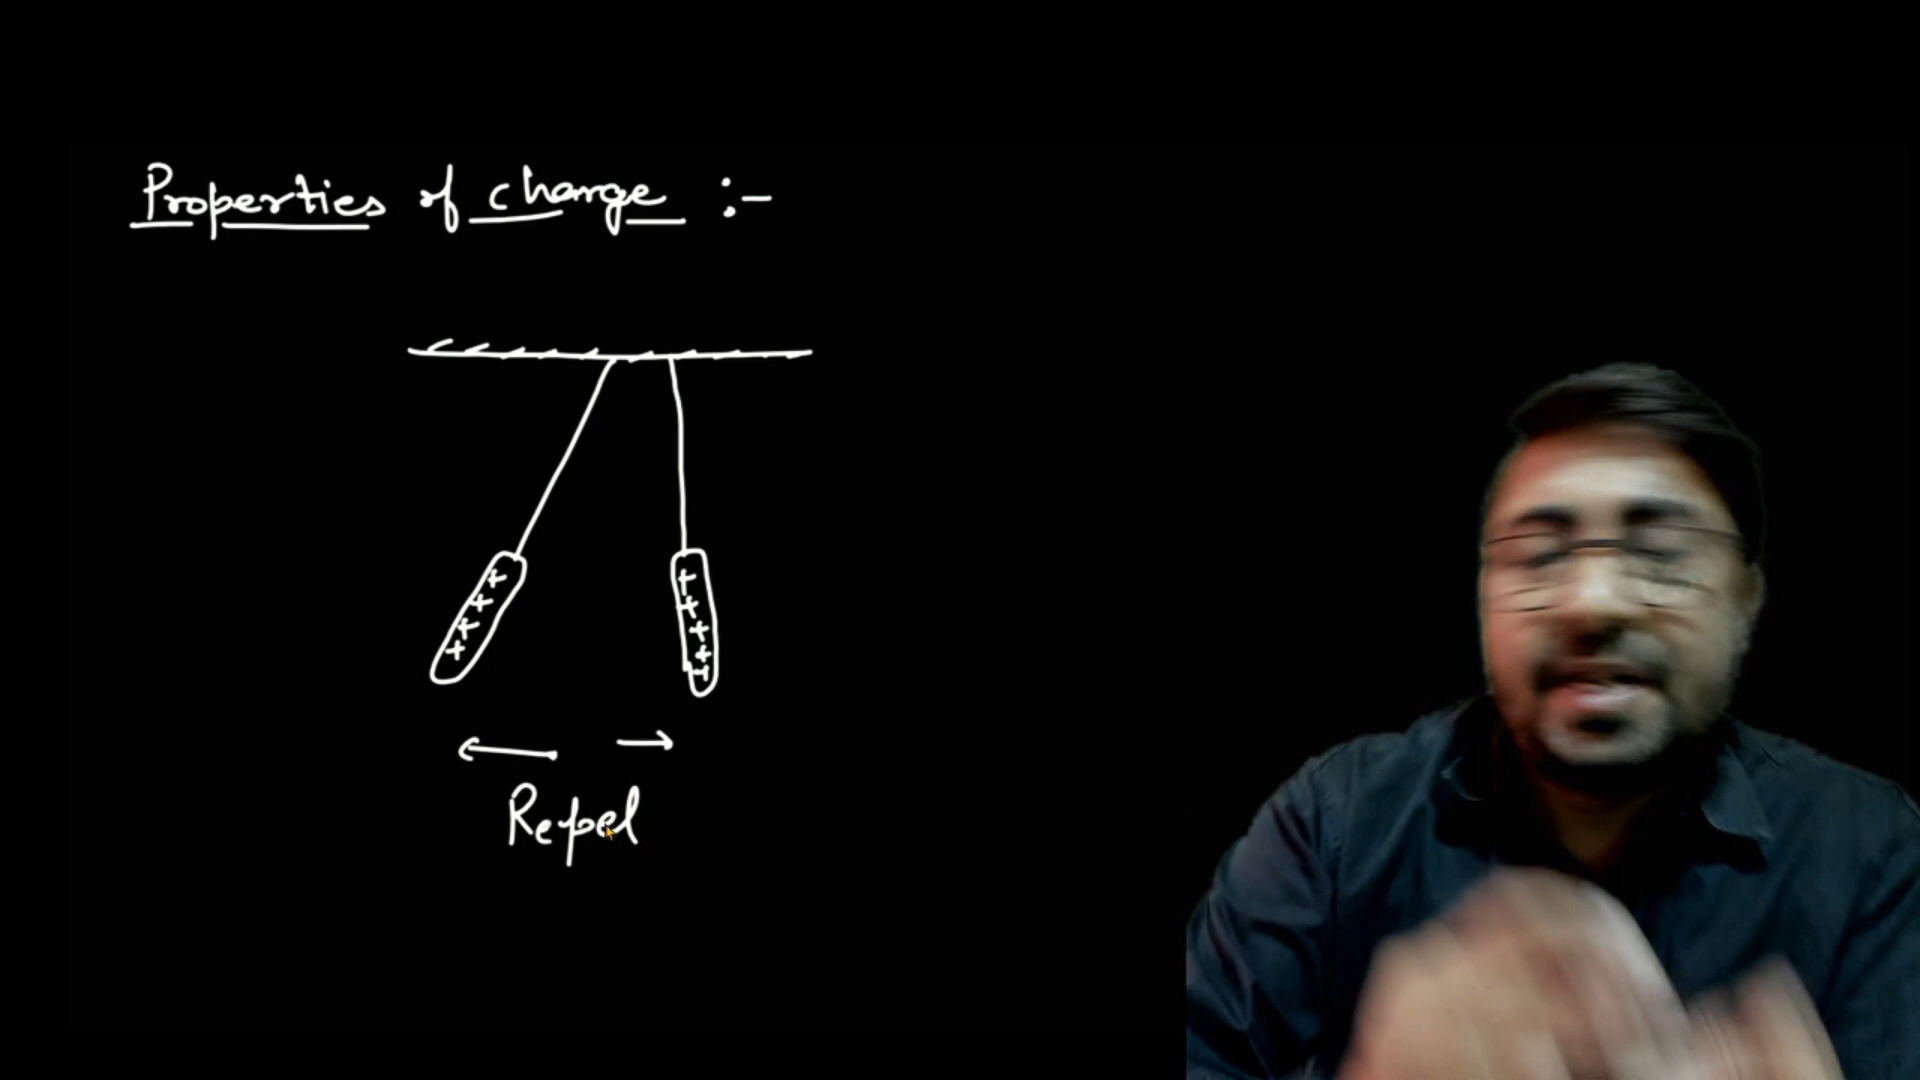 Properties of charge :-
+ +
+ +
+ +
+ +
+
Repel